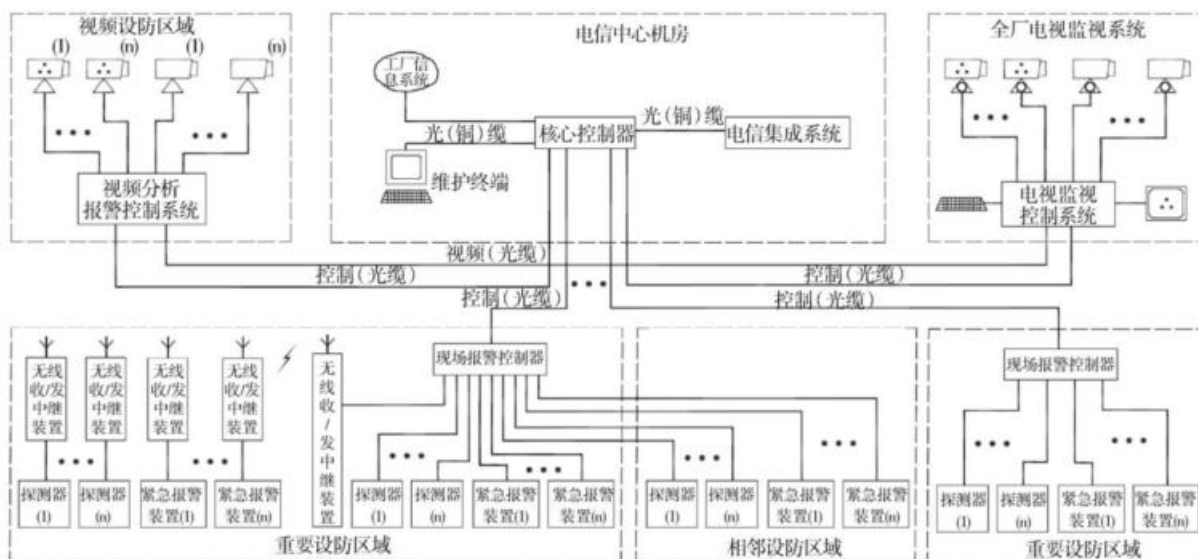 视频设防区域
(1)
(n)
(1)
(n)
视频分析
报警控制系统
电信中心机房
工厂信
息系统
光(铜)缆
核心控制器
光(铜)缆
电信集成系统
维护终端
全厂电视监视系统
电视监视
控制系统
视频(光缆)
控制(光缆)
控制(光缆)
控制(光缆)
控制(光缆)
无线
收/发
中继
装置
无线
收/发
中继
装置
无线
收/发
中继
装置
无线
收/发
中继
装置
无线收/发中继装置
现场报警控制器
探测器
(1)
探测器
(n)
紧急报警
装置(1)
紧急报警
装置(n)
探测器
(1)
探测器
(n)
紧急报警
装置(1)
紧急报警
装置(n)
重要设防区域
探测器
(1)
探测器
(n)
紧急报警
装置(1)
紧急报警
装置(n)
相邻设防区域
现场报警控制器
探测器
(1)
探测器
(n)
紧急报警
装置(1)
紧急报警
装置(n)
重要设防区域